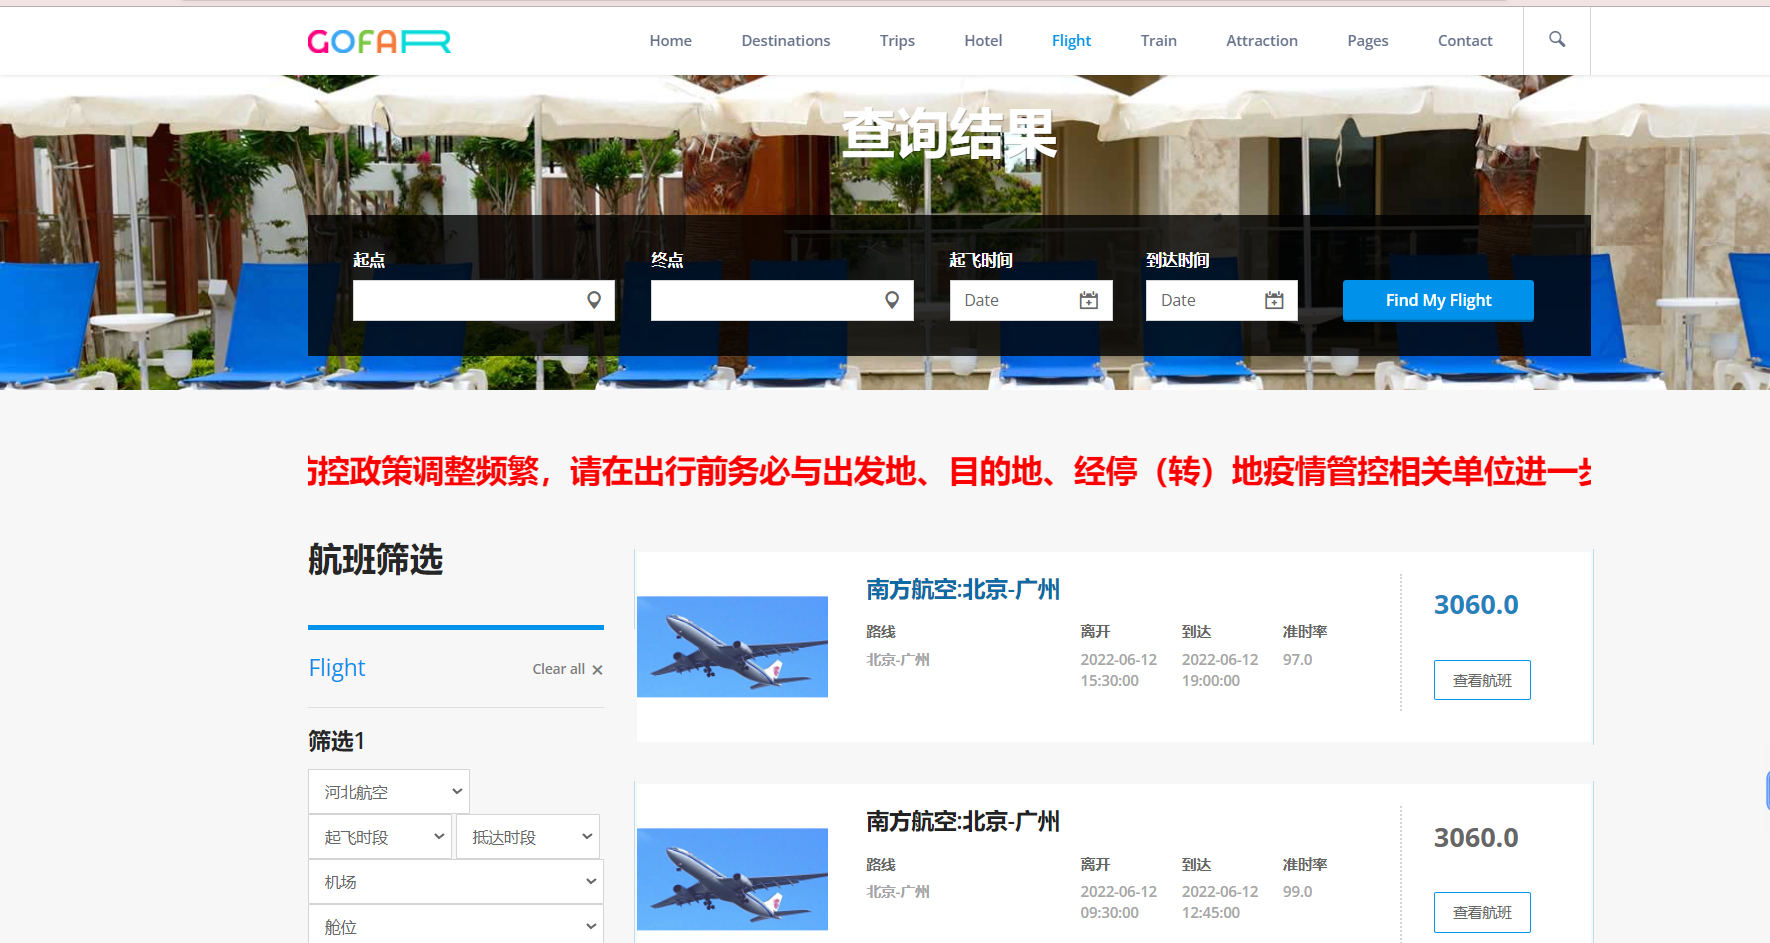 GOFAR
Home Destinations Trips Hotel Flight Train Attraction Pages Contact
查询结果
起点 终点 起飞时间 到达时间
Date Date Find My Flight
控政策调整频繁，请在出行前务必与出发地、目的地、经停（转）地疫情管控相关单位进一
航班筛选
Flight Clear all ×
筛选1
河北航空
起飞时段 抵达时段
机场
舱位
南方航空:北京-广州
路线 离开 到达 准时率
北京-广州 2022-06-12 15:30:00 2022-06-12 19:00:00 97.0
3060.0
查看航班
南方航空:北京-广州
路线 离开 到达 准时率
北京-广州 2022-06-12 09:30:00 2022-06-12 12:45:00 99.0
3060.0
查看航班